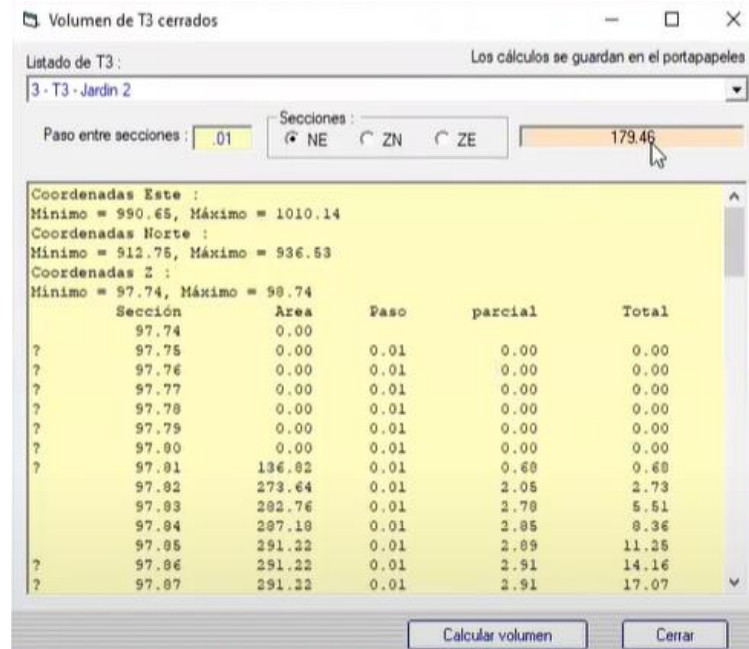 Volumen de T3 cerrados
Listado de T3 :
Los cálculos se guardan en el portapapeles
3 - T3 - Jardin 2
Paso entre secciones : .01
Secciones :
NE ZN ZE
179.46
Coordenadas Este :
Mínimo = 990.65, Máximo = 1010.14
Coordenadas Norte :
Mínimo = 912.75, Máximo = 936.53
Coordenadas Z :
Mínimo = 97.74, Máximo = 98.74
Sección Area Paso parcial Total
97.74 0.00
? 97.75 0.00 0.01 0.00 0.00
? 97.76 0.00 0.01 0.00 0.00
? 97.77 0.00 0.01 0.00 0.00
? 97.78 0.00 0.01 0.00 0.00
? 97.79 0.00 0.01 0.00 0.00
? 97.80 0.00 0.01 0.00 0.00
? 97.81 136.82 0.01 0.68 0.68
97.82 273.64 0.01 2.05 2.73
97.83 282.76 0.01 2.78 5.51
97.84 287.18 0.01 2.85 8.36
97.85 291.22 0.01 2.89 11.25
? 97.86 291.22 0.01 2.91 14.16
? 97.87 291.22 0.01 2.91 17.07
Calcular volumen Cerrar